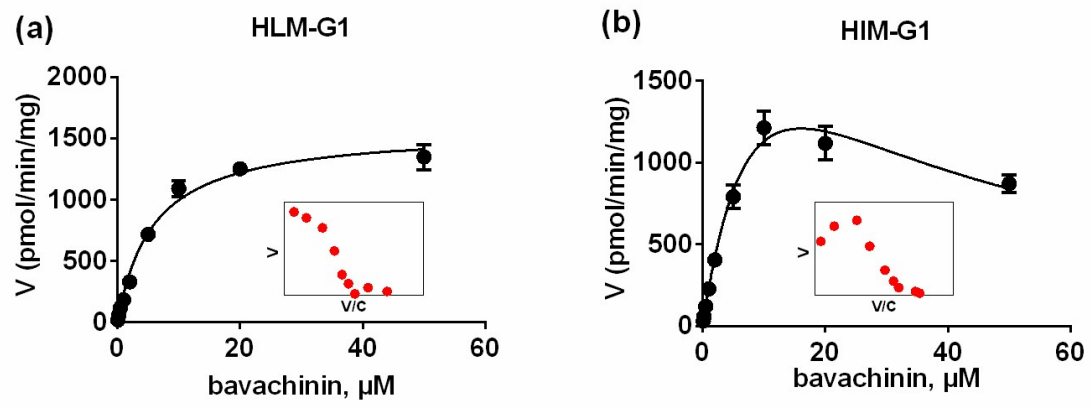 (a)
HLM-G1
V (pmol/min/mg)
2000
1500
1000
500
0
0
20
40
60
bavachinin, µM
V
V/C
(b)
HIM-G1
V (pmol/min/mg)
1500
1000
500
0
0
20
40
60
bavachinin, µM
V
V/C